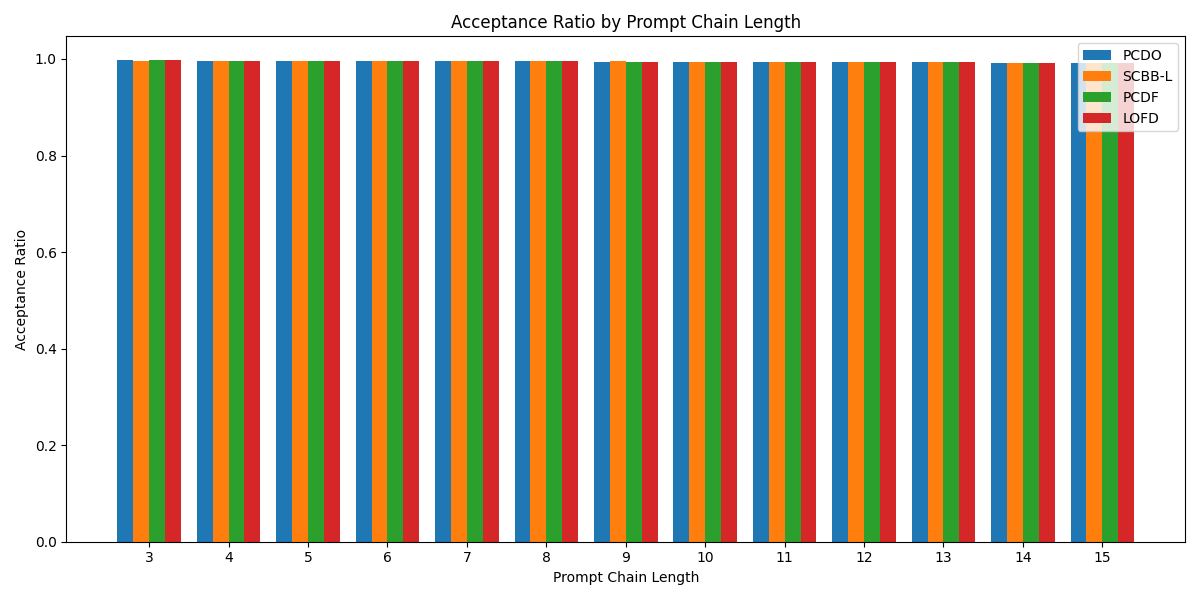 Acceptance Ratio by Prompt Chain Length
1.0
0.8
0.6
0.4
0.2
0.0
Acceptance Ratio
PCDO
SCBB-L
PCDF
LOFD
3 4 5 6 7 8 9 10 11 12 13 14 15
Prompt Chain Length